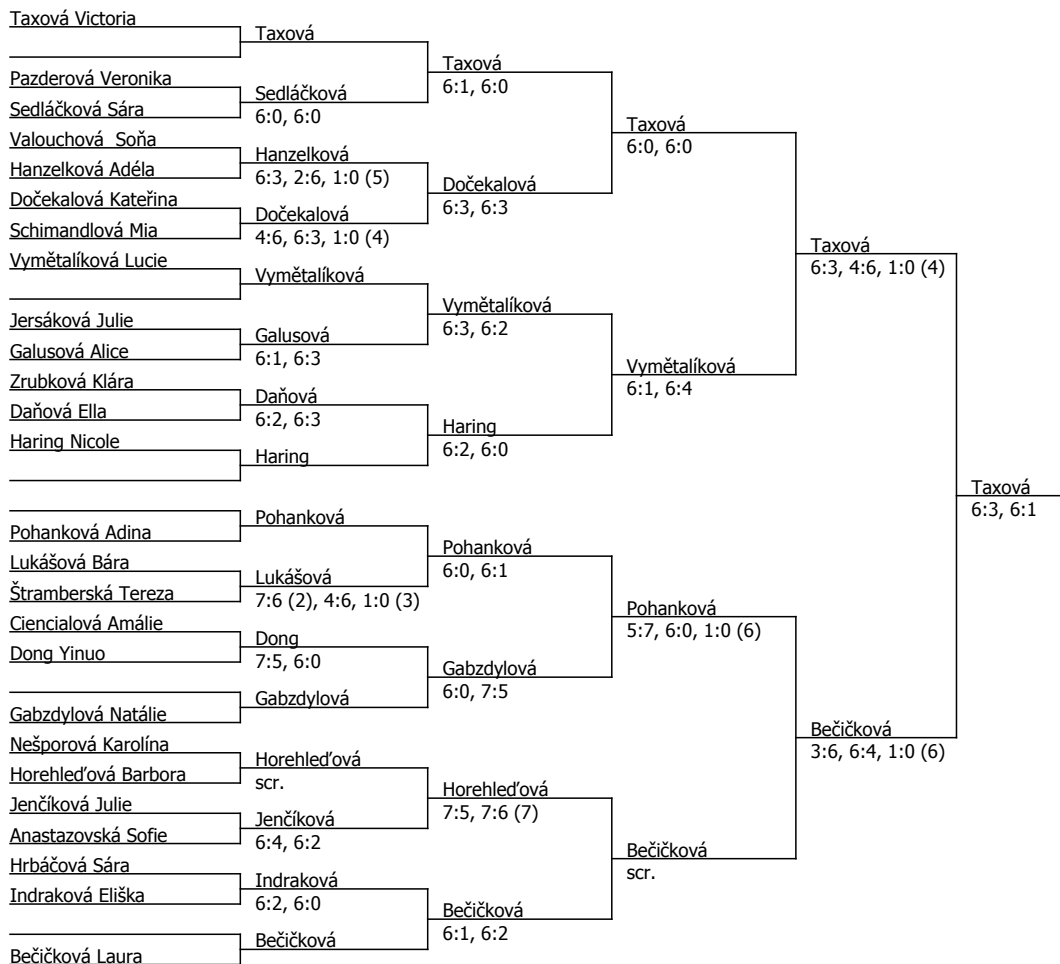 Taxová Victoria
Pazderová Veronika
Sedláčková Sára
Valouchová  Soňa
Hanzelková Adéla
Dočekalová Kateřina
Schimandlová Mia
Vymětalíková Lucie
Jersáková Julie
Galusová Alice
Zrubková Klára
Daňová Ella
Haring Nicole
Pohanková Adina
Lukášová Bára
Štramberská Tereza
Ciencialová Amálie
Dong Yinuo
Gabzdylová Natálie
Nešporová Karolína
Horehleďová Barbora
Jenčíková Julie
Anastazovská Sofie
Hrbáčová Sára
Indraková Eliška
Bečičková Laura
Taxová
Sedláčková
6:0, 6:0
Hanzelková
6:3, 2:6, 1:0 (5)
Dočekalová
4:6, 6:3, 1:0 (4)
Vymětalíková
Galusová
6:1, 6:3
Daňová
6:2, 6:3
Haring
Pohanková
Lukášová
7:6 (2), 4:6, 1:0 (3)
Dong
7:5, 6:0
Gabzdylová
Horehleďová
scr.
Jenčíková
6:4, 6:2
Indraková
6:2, 6:0
Bečičková
Taxová
6:1, 6:0
Dočekalová
6:3, 6:3
Vymětalíková
6:3, 6:2
Haring
6:2, 6:0
Pohanková
6:0, 6:1
Gabzdylová
6:0, 7:5
Horehleďová
7:5, 7:6 (7)
Bečičková
6:1, 6:2
Taxová
6:0, 6:0
Vymětalíková
6:1, 6:4
Pohanková
5:7, 6:0, 1:0 (6)
Bečičková
scr.
Taxová
6:3, 4:6, 1:0 (4)
Bečičková
3:6, 6:4, 1:0 (6)
Taxová
6:3, 6:1